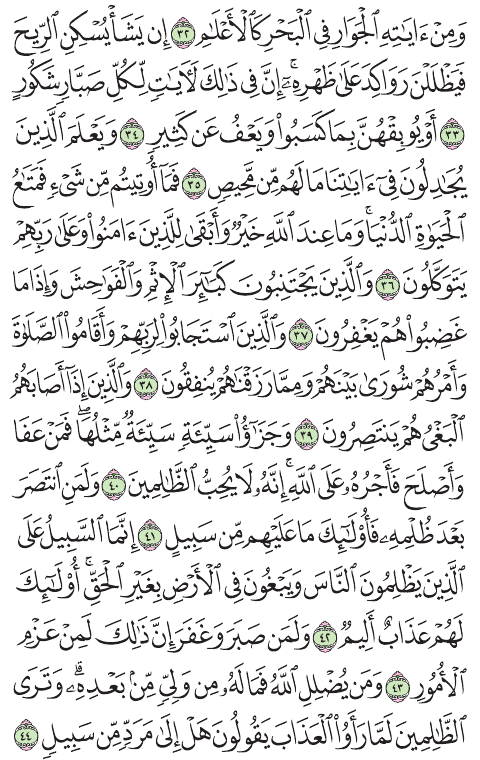 وَمِنْ ءَايَٰتِهِ ٱلْجَوَارِ فِى ٱلْبَحْرِ كَٱلْأَعْلَٰمِ ٣٢ إِن يَشَأْ يُسْكِنِ ٱلرِّيحَ
فَيَظْلَلْنَ رَوَاكِدَ عَلَىٰ ظَهْرِهِۦٓ ۚ إِنَّ فِى ذَٰلِكَ لَءَايَٰتٍ لِّكُلِّ صَبَّارٍ شَكُورٍ
٣٣ أَوْ يُوبِقْهُنَّ بِمَا كَسَبُوا۟ وَيَعْفُ عَن كَثِيرٍ ٣٤ وَيَعْلَمَ ٱلَّذِينَ
يُجَٰدِلُونَ فِىٓ ءَايَٰتِنَا مَا لَهُم مِّن مَّحِيصٍ ٣٥ فَمَآ أُوتِيتُم مِّن شَىْءٍ فَمَتَٰعُ
ٱلْحَيَوٰةِ ٱلدُّنْيَا ۖ وَمَا عِندَ ٱللَّهِ خَيْرٌ وَأَبْقَىٰ لِلَّذِينَ ءَامَنُوا۟ وَعَلَىٰ رَبِّهِمْ
يَتَوَكَّلُونَ ٣٦ وَٱلَّذِينَ يَجْتَنِبُونَ كَبَٰٓئِرَ ٱلْإِثْمِ وَٱلْفَوَٰحِشَ وَإِذَا مَا
غَضِبُوا۟ هُمْ يَغْفِرُونَ ٣٧ وَٱلَّذِينَ ٱسْتَجَابُوا۟ لِرَبِّهِمْ وَأَقَامُوا۟ ٱلصَّلَوٰةَ
وَأَمْرُهُمْ شُورَىٰ بَيْنَهُمْ وَمِمَّا رَزَقْنَٰهُمْ يُنفِقُونَ ٣٨ وَٱلَّذِينَ إِذَآ أَصَابَهُمُ
ٱلْبَغْىُ هُمْ يَنتَصِرُونَ ٣٩ وَجَزَٰٓؤُا۟ سَيِّئَةٍ سَيِّئَةٌ مِّثْلُهَا ۖ فَمَنْ عَفَا
وَأَصْلَحَ فَأَجْرُهُۥ عَلَى ٱللَّهِ ۚ إِنَّهُۥ لَا يُحِبُّ ٱلظَّٰلِمِينَ ٤٠ وَلَمَنِ ٱنتَصَرَ
بَعْدَ ظُلْمِهِۦ فَأُو۟لَٰٓئِكَ مَا عَلَيْهِم مِّن سَبِيلٍ ٤١ إِنَّمَا ٱلسَّبِيلُ عَلَى
ٱلَّذِينَ يَظْلِمُونَ ٱلنَّاسَ وَيَبْغُونَ فِى ٱلْأَرْضِ بِغَيْرِ ٱلْحَقِّ ۚ أُو۟لَٰٓئِكَ
لَهُمْ عَذَابٌ أَلِيمٌ ٤٢ وَلَمَن صَبَرَ وَغَفَرَ إِنَّ ذَٰلِكَ لَمِنْ عَزْمِ
ٱلْأُمُورِ ٤٣ وَمَن يُضْلِلِ ٱللَّهُ فَمَا لَهُۥ مِن وَلِىٍّ مِّنۢ بَعْدِهِۦ ۗ وَتَرَى
ٱلظَّٰلِمِينَ لَمَّا رَأَوُا۟ ٱلْعَذَابَ يَقُولُونَ هَلْ إِلَىٰ مَرَدٍّ مِّن سَبِيلٍ ٤٤